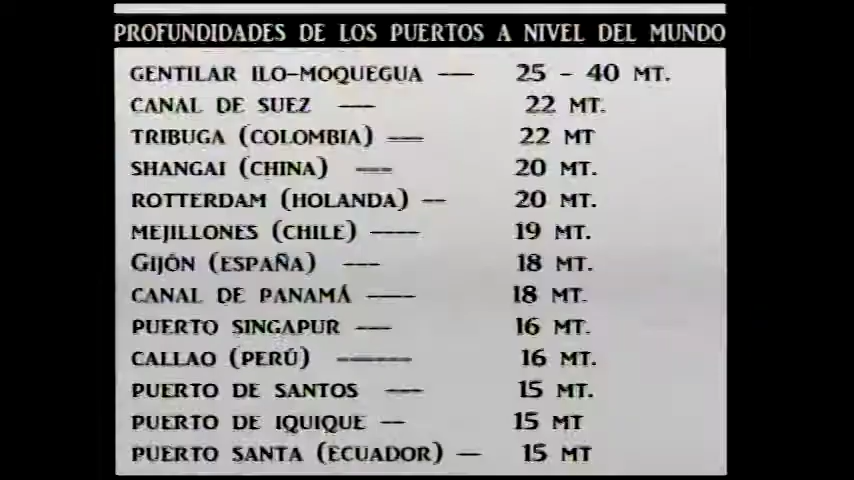 PROFUNDIDADES DE LOS PUERTOS A NIVEL DEL MUNDO
GENTILAR ILO-MOQUEGUA --- 25 - 40 MT.
CANAL DE SUEZ --- 22 MT.
TRIBUGA (COLOMBIA) --- 22 MT
SHANGAI (CHINA) --- 20 MT.
ROTTERDAM (HOLANDA) -- 20 MT.
MEJILLONES (CHILE) ---- 19 MT.
GIJÓN (ESPAÑA) --- 18 MT.
CANAL DE PANAMÁ ---- 18 MT.
PUERTO SINGAPUR --- 16 MT.
CALLAO (PERÚ) ------ 16 MT.
PUERTO DE SANTOS --- 15 MT.
PUERTO DE IQUIQUE -- 15 MT
PUERTO SANTA (ECUADOR) -- 15 MT